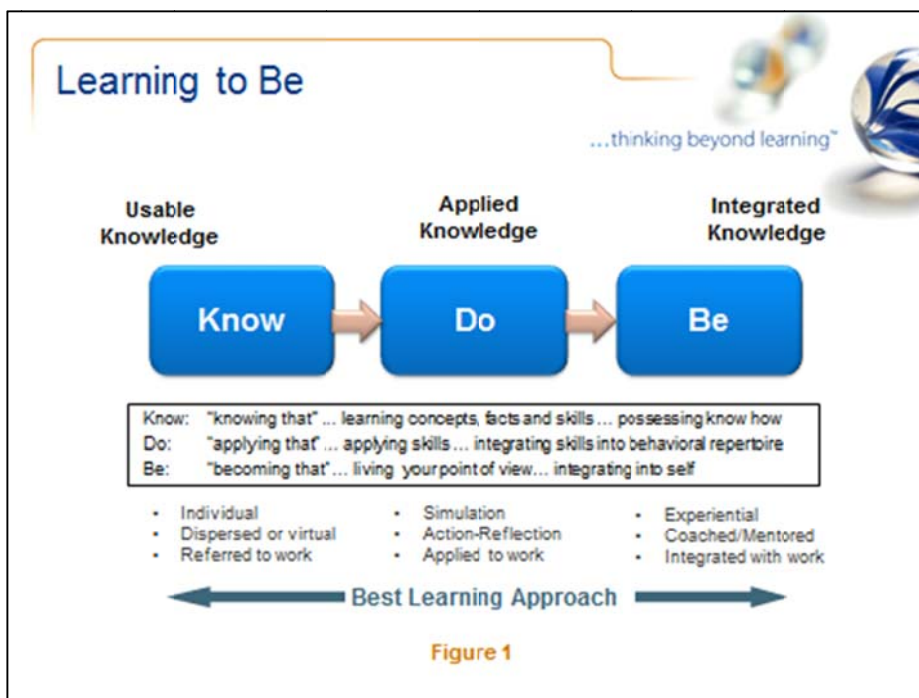 Learning to Be
...thinking beyond learning™
Usable
Knowledge
Applied
Knowledge
Integrated
Knowledge
Know
Do
Be
Know: "knowing that" ... learning concepts, facts and skills... possessing know how
Do: "applying that" ... applying skills... integrating skills into behavioral repertoire
Be: "becoming that"... living your point of view... integrating into self
• Individual
• Dispersed or virtual
• Referred to work
• Simulation
• Action-Reflection
• Applied to work
• Experiential
• Coached/Mentored
• Integrated with work
Best Learning Approach
Figure 1